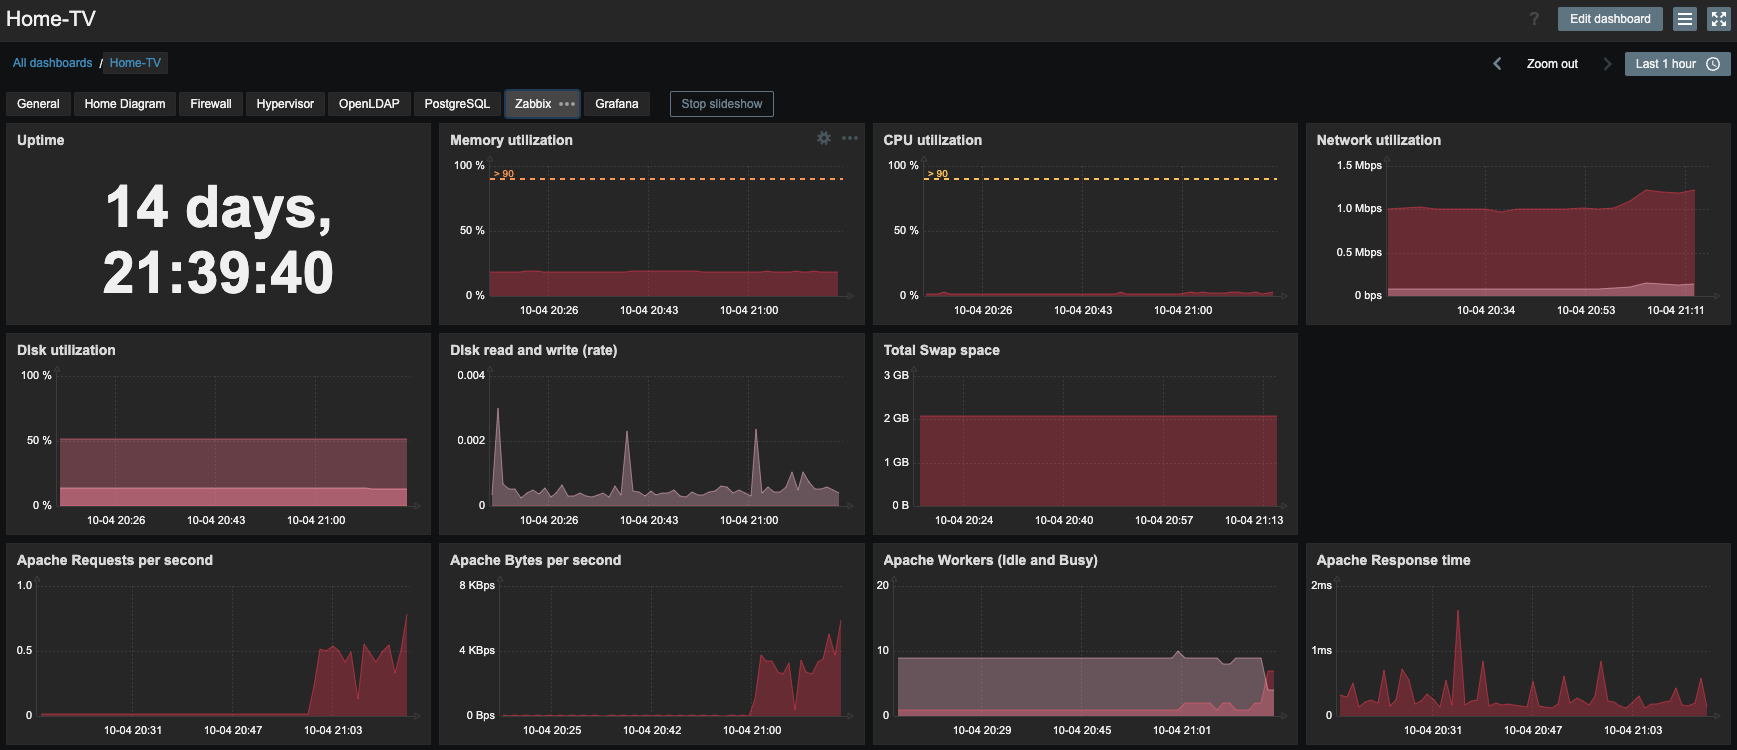 Home-TV
? Edit dashboard
All dashboards / Home-TV
Zoom out Last 1 hour
General Home Diagram Firewall Hypervisor OpenLDAP PostgreSQL Zabbix ••• Grafana Stop slideshow
Uptime
14 days,
21:39:40
Memory utilization
100 %
> 90
50 %
0 %
10-04 20:26 10-04 20:43 10-04 21:00
CPU utilization
100 %
> 90
50 %
0 %
10-04 20:26 10-04 20:43 10-04 21:00
Network utilization
1.5 Mbps
1.0 Mbps
0.5 Mbps
0 bps
10-04 20:34 10-04 20:53 10-04 21:11
Disk utilization
100 %
50 %
0 %
10-04 20:26 10-04 20:43 10-04 21:00
Disk read and write (rate)
0.004
0.002
0
10-04 20:26 10-04 20:43 10-04 21:00
Total Swap space
3 GB
2 GB
1 GB
0 B
10-04 20:24 10-04 20:40 10-04 20:57 10-04 21:13
Apache Requests per second
1.0
0.5
0
10-04 20:31 10-04 20:47 10-04 21:03
Apache Bytes per second
8 KBps
4 KBps
0 Bps
10-04 20:25 10-04 20:42 10-04 21:00
Apache Workers (Idle and Busy)
20
10
0
10-04 20:29 10-04 20:45 10-04 21:01
Apache Response time
2ms
1ms
0
10-04 20:31 10-04 20:47 10-04 21:03